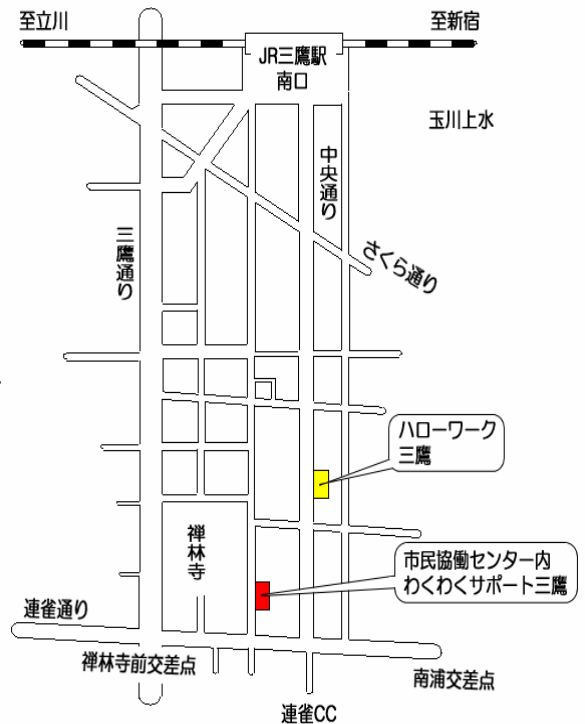 至立川
至新宿
JR三鷹駅
南口
玉川上水
中央通り
三鷹通り
さくら通り
ハローワーク
三鷹
禅林寺
市民協働センター内
わくわくサポート三鷹
連雀通り
禅林寺前交差点
南浦交差点
連雀CC